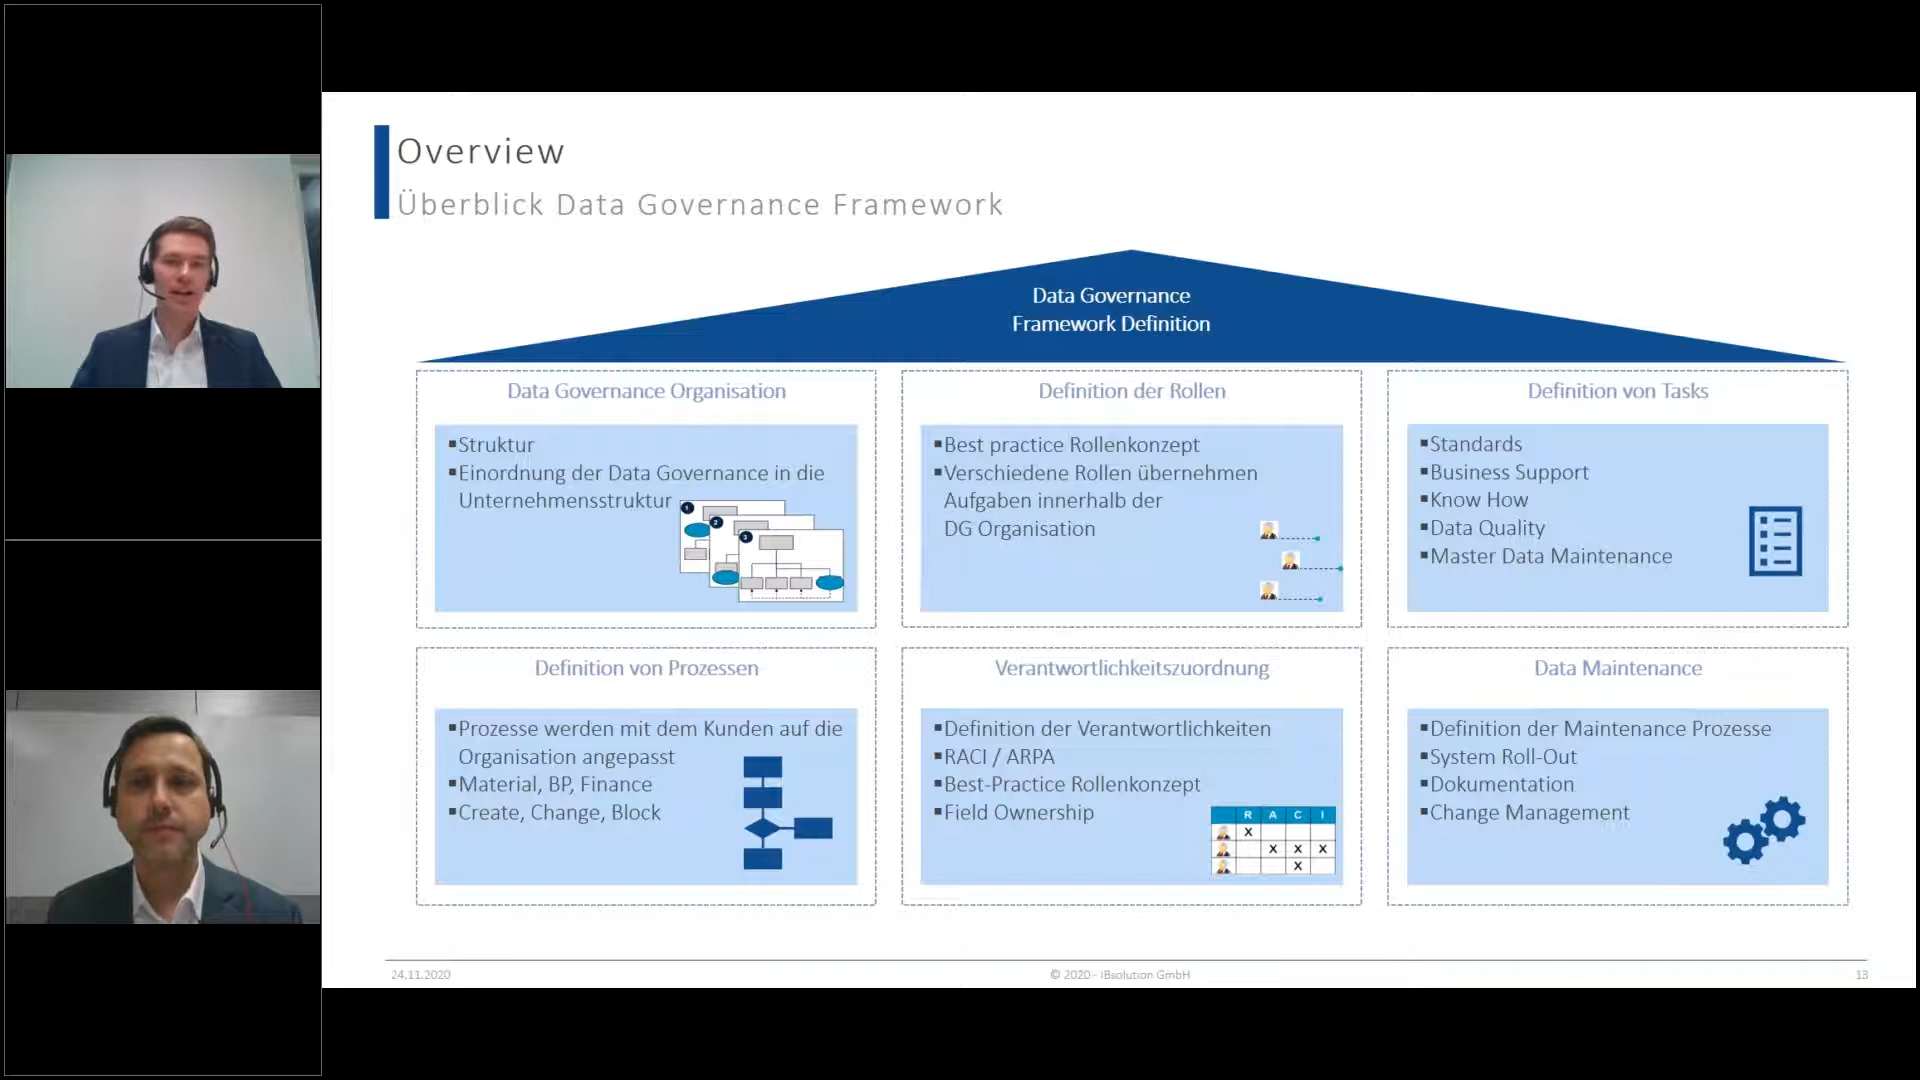 Overview
Überblick Data Governance Framework
Data Governance
Framework Definition
Data Governance Organisation
▪Struktur
▪Einordnung der Data Governance in die
Unternehmensstruktur
1
2
3
Definition der Rollen
▪Best practice Rollenkonzept
▪Verschiedene Rollen übernehmen
Aufgaben innerhalb der
DG Organisation
Definition von Tasks
▪Standards
▪Business Support
▪Know How
▪Data Quality
▪Master Data Maintenance
Definition von Prozessen
▪Prozesse werden mit dem Kunden auf die
Organisation angepasst
▪Material, BP, Finance
▪Create, Change, Block
Verantwortlichkeitszuordnung
▪Definition der Verantwortlichkeiten
▪RACI / ARPA
▪Best-Practice Rollenkonzept
▪Field Ownership
R A C I
X
X X X
X
Data Maintenance
▪Definition der Maintenance Prozesse
▪System Roll-Out
▪Dokumentation
▪Change Management
24.11.2020
© 2020 - IBsolution GmbH
13